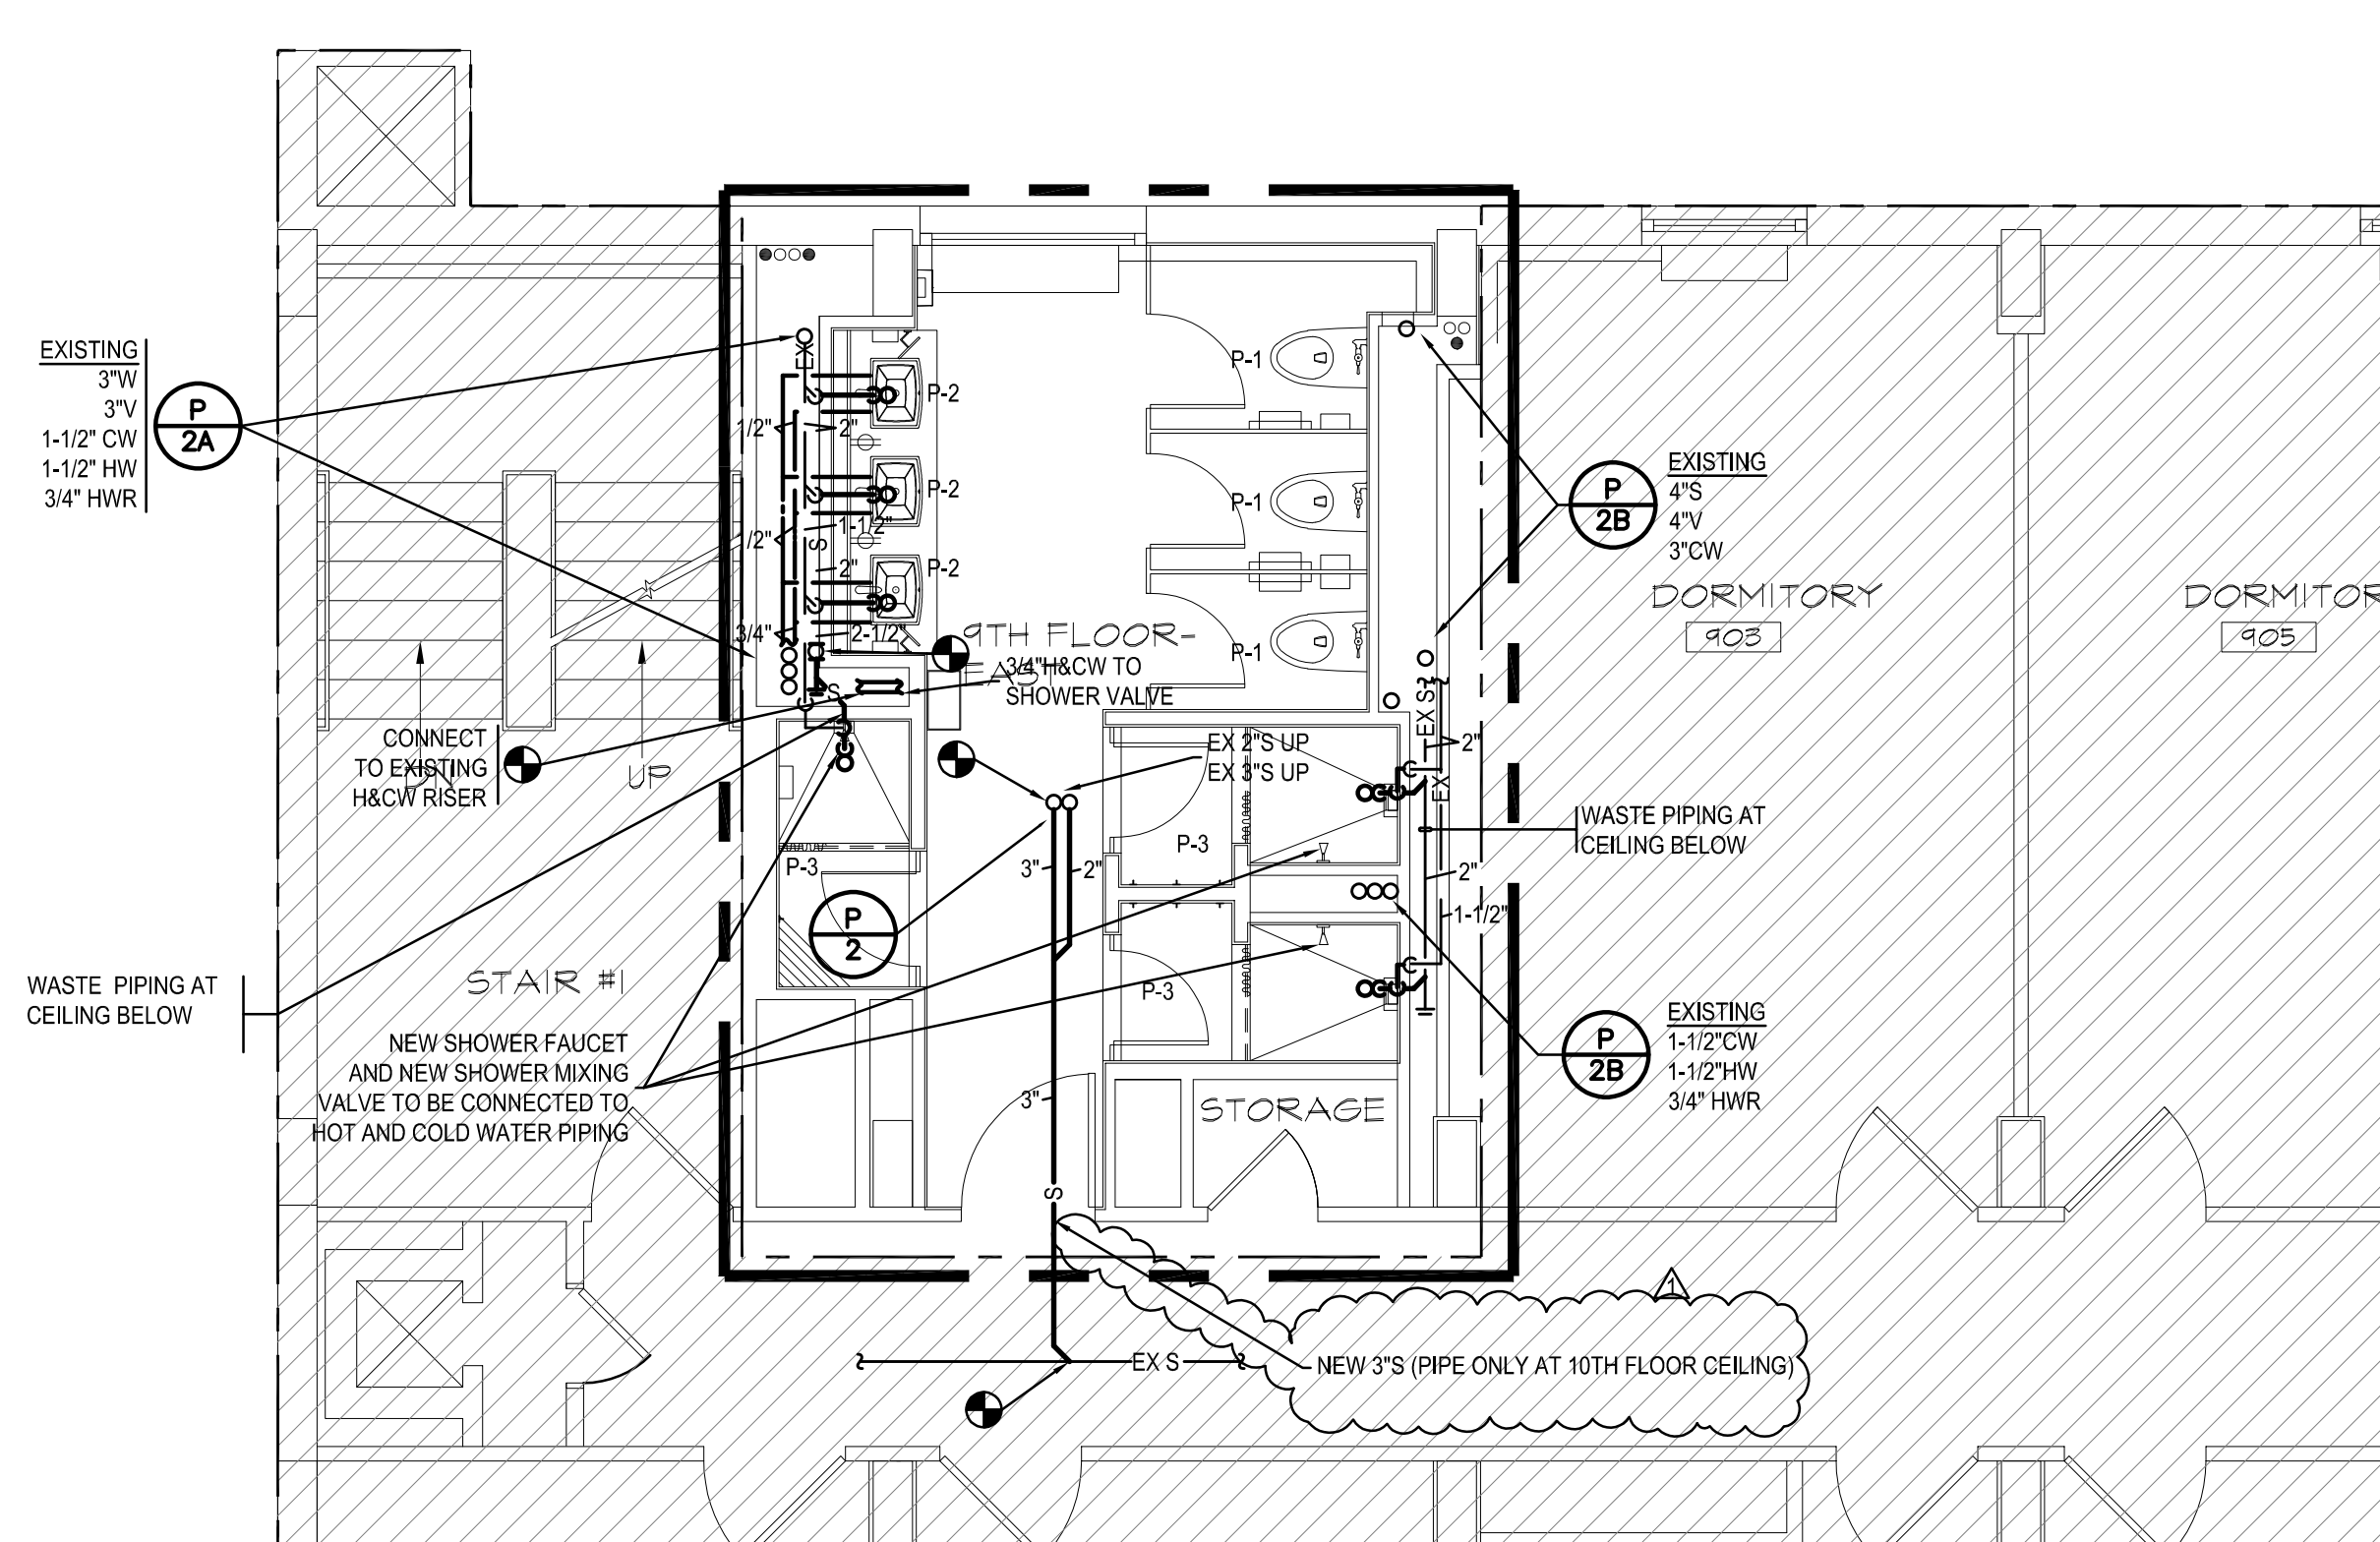 EXISTING
3"W
3"V
1-1/2" CW
1-1/2" HW
3/4" HWR
P
2A
EX
P-2
P-2
P-2
1/2"
2"
/2"
1-1/2"
S
2"
3/4"
2-1/2"
S
P-1
P-1
P-1
P
2B
EXISTING
4"S
4"V
3"CW
DORMITORY
903
DORMITOR
905
9TH FLOOR-
EAST
3/4"H&CW TO
SHOWER VALVE
CONNECT
TO EXISTING
H&CW RISER
DN
UP
EX 2"S UP
EX 3"S UP
EX S
2"
EX
WASTE PIPING AT
CEILING BELOW
P-3
P-3
3"
2"
2"
1-1/2"
P
2
P-3
STAIR #1
WASTE PIPING AT
CEILING BELOW
NEW SHOWER FAUCET
AND NEW SHOWER MIXING
VALVE TO BE CONNECTED TO
HOT AND COLD WATER PIPING
P
2B
EXISTING
1-1/2"CW
1-1/2"HW
3/4" HWR
3"
STORAGE
S
1
EX S
NEW 3"S (PIPE ONLY AT 10TH FLOOR CEILING)